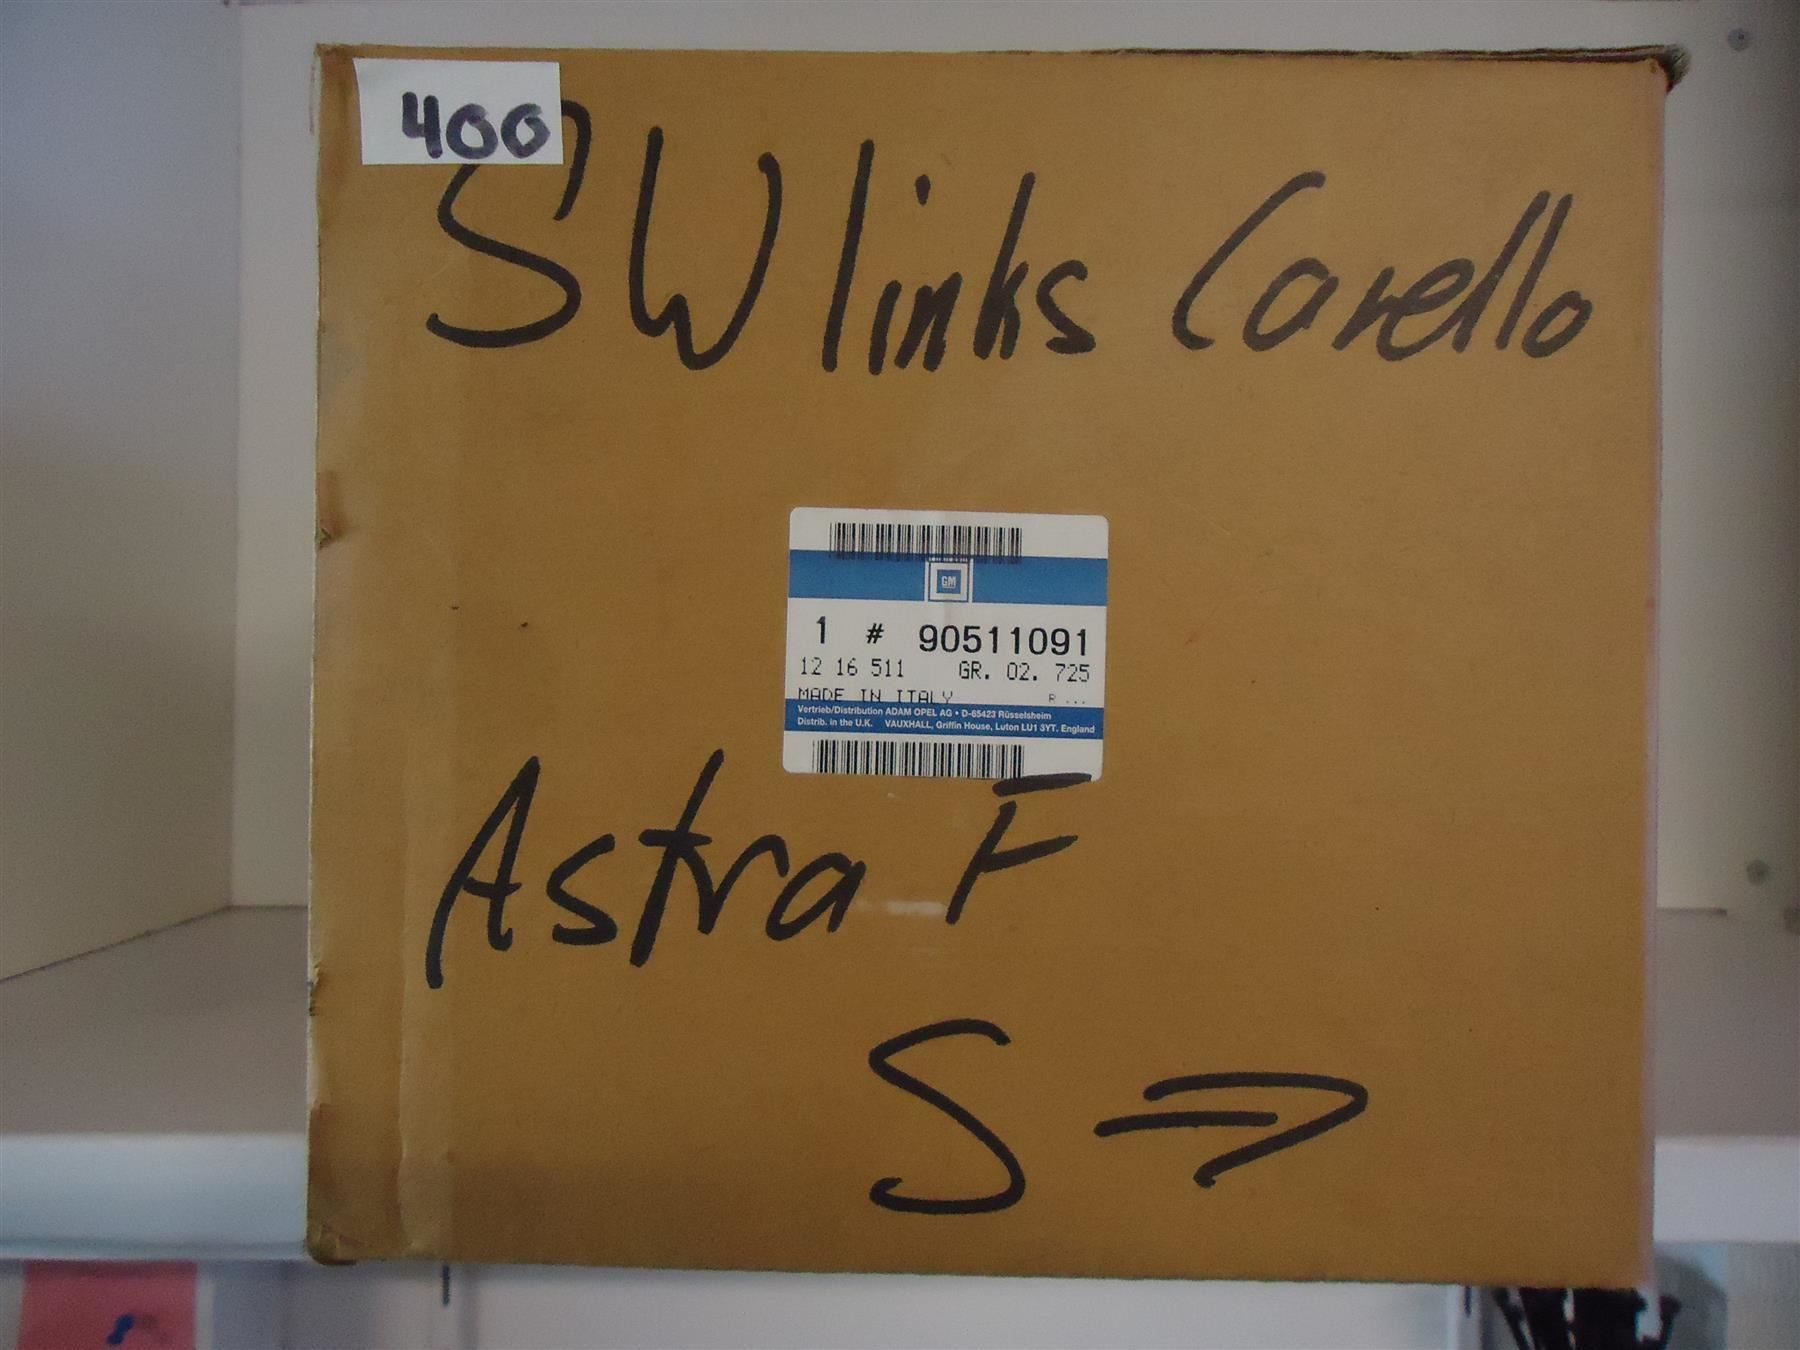 400
SW links Carello
GM
1 # 90511091
12 16 511 GR. 02. 725
MADE IN ITALY R ...
Vertrieb/Distribution ADAM OPEL AG • D-65423 Rüsselsheim
Distrib. in the U.K. VAUXHALL, Griffin House, Luton LU1 3YT. England
Astra F
S ⇒